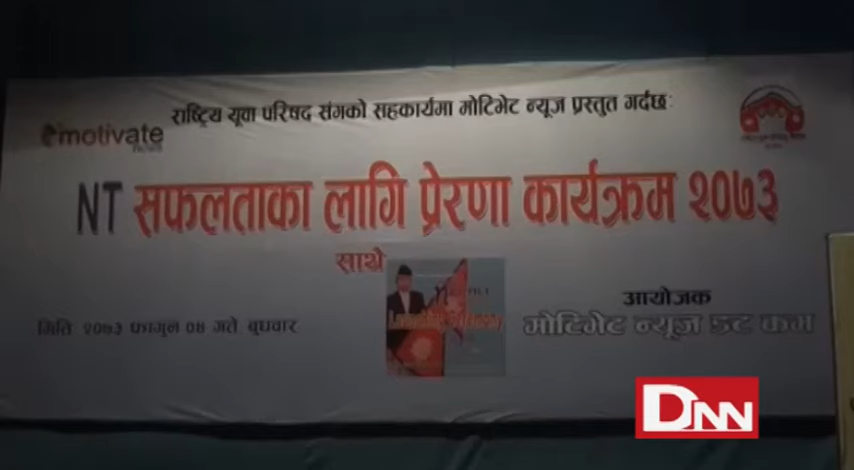 राष्ट्रिय यूवा परिषद संगको सहकार्यमा मोटिभेट न्यूज प्रस्तुत गर्दछः
motivate
NEWS
NT सफलताका लागि प्रेरणा कार्यक्रम २०७३
साथै
आयोजक
मिति २०७३ फागुन ०४ गते बुधवार
मोटिभेट न्यूज डट कम
DNN